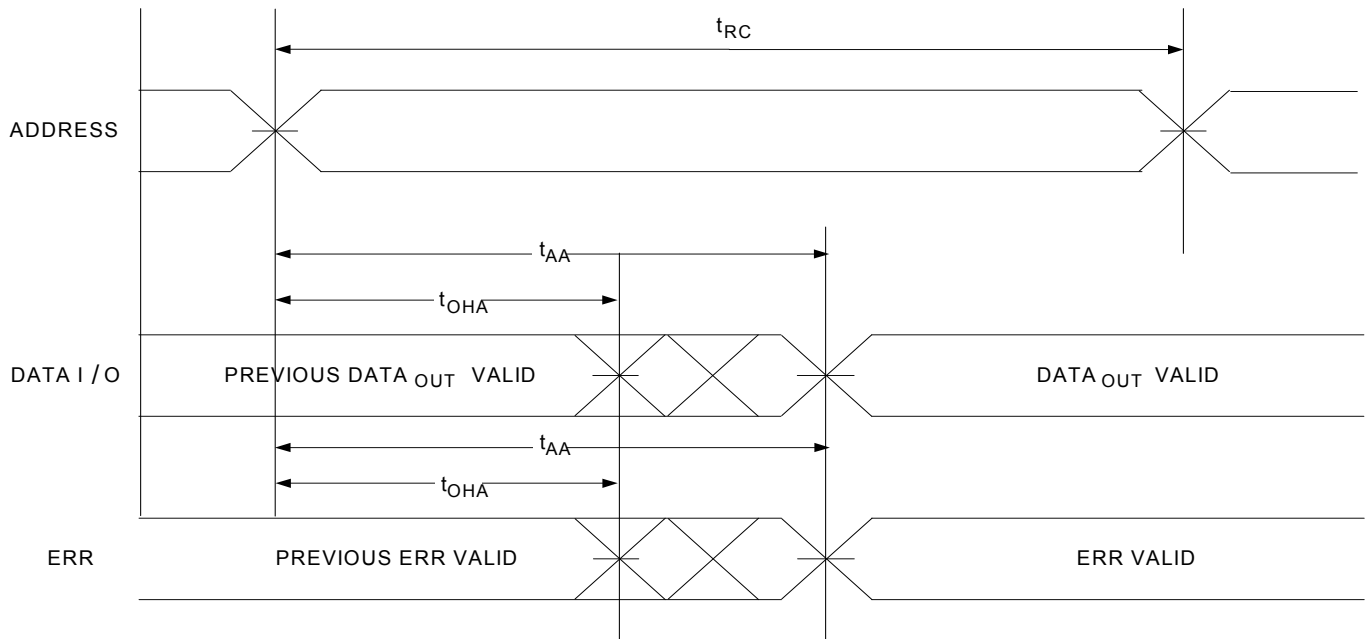 tRC
ADDRESS
tAA
tOHA
DATA I / O
PREVIOUS DATA OUT VALID
DATA OUT VALID
tAA
tOHA
ERR
PREVIOUS ERR VALID
ERR VALID